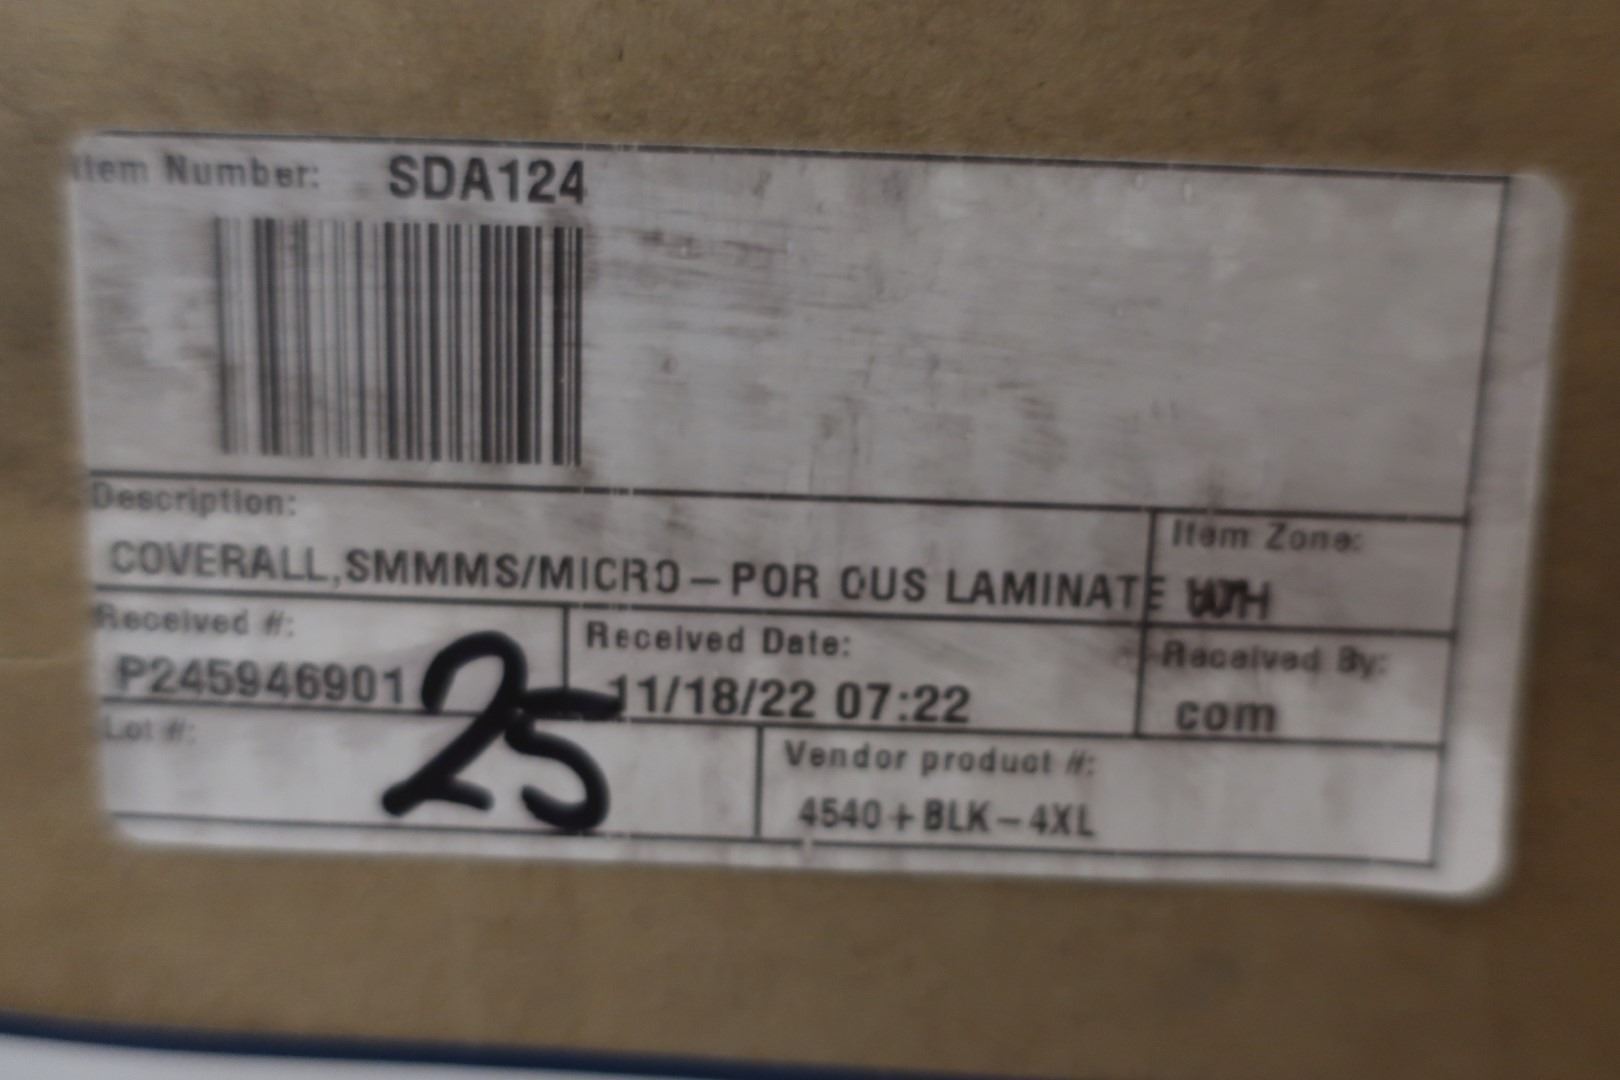 Item Number: SDA124
Description:
COVERALL,SMMMS/MICRO-POR OUS LAMINATE
Item Zone:
Received #:
P245946901
25
Received Date:
11/18/22 07:22
Received By:
com
Lot #:
Vendor product #:
4540+BLK-4XL